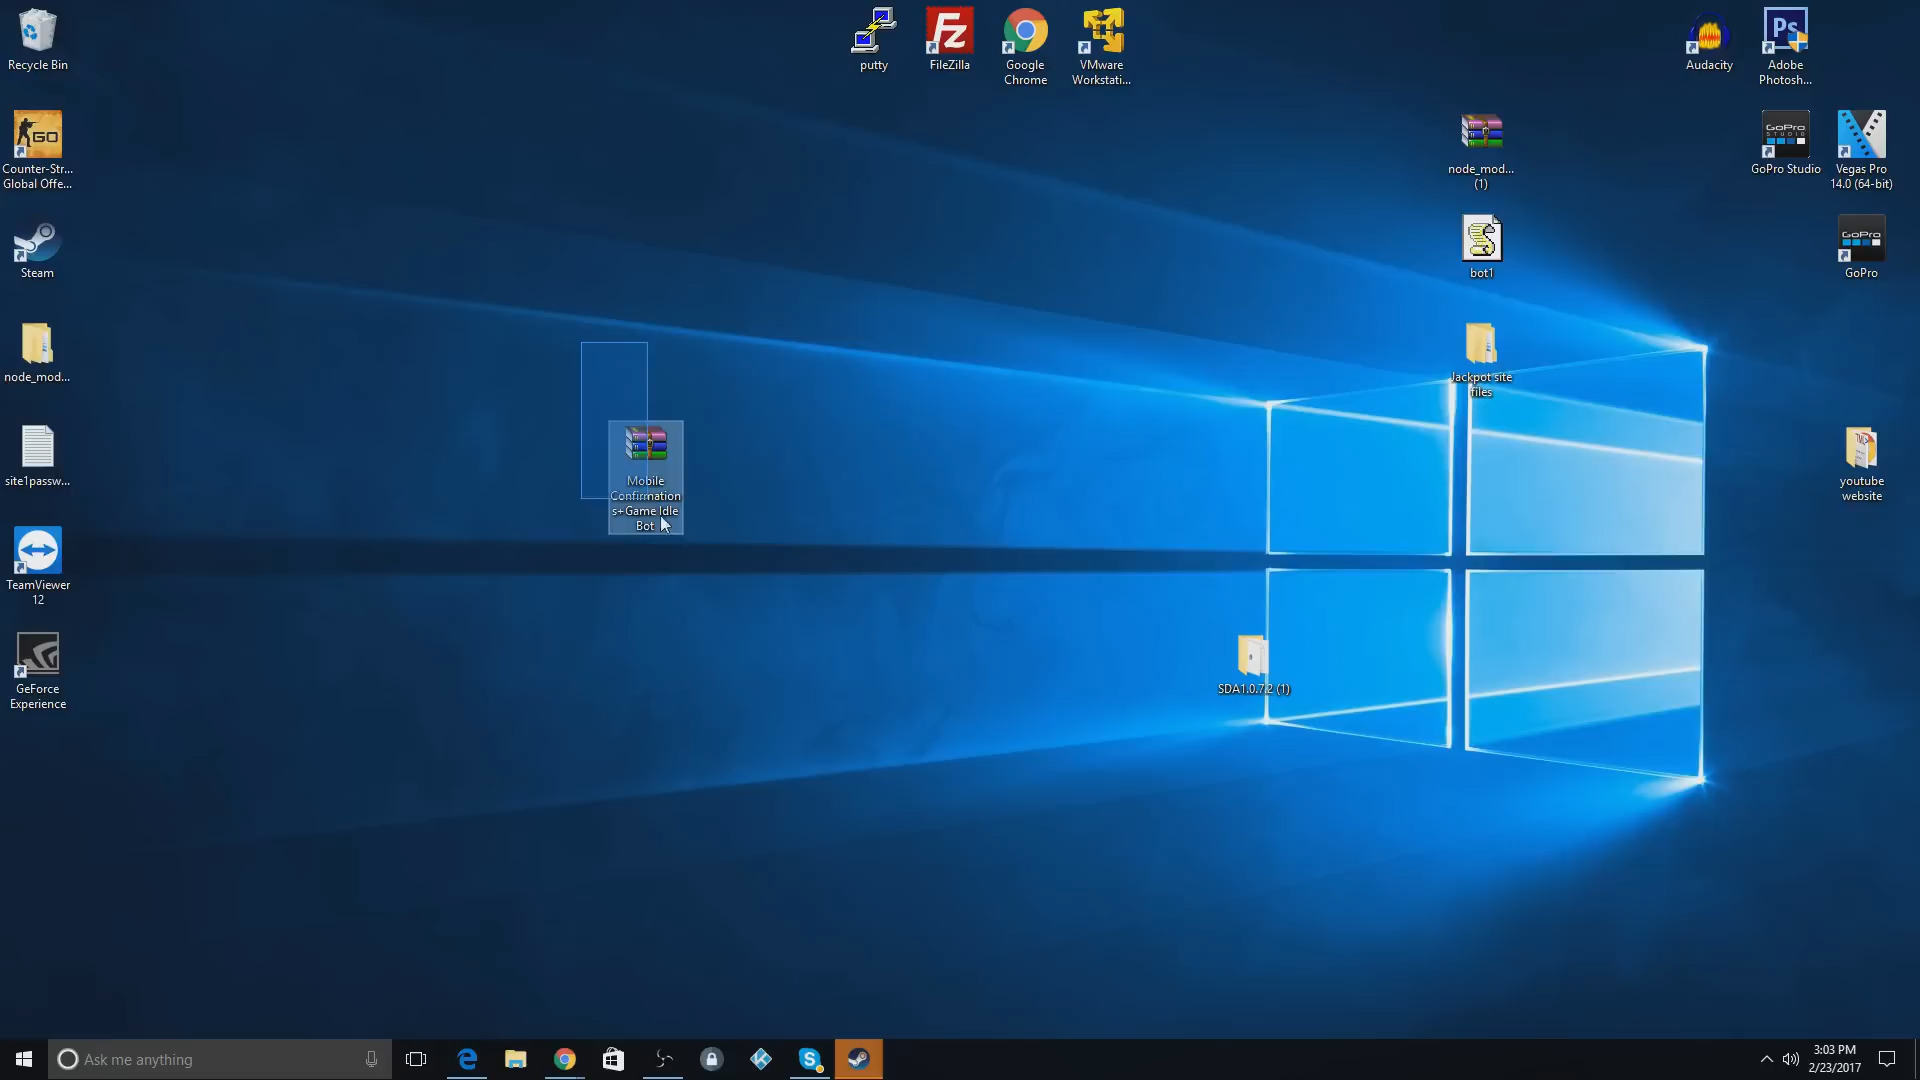 Recycle Bin
Counter-Str...
Global Offe...
Steam
node_mod...
site1passw...
TeamViewer
12
GeForce
Experience
Mobile
Confirmation
s+Game Idle
Bot
putty
FileZilla
Google
Chrome
VMware
Workstati...
SDA1.0.7.2 (1)
node_mod...
(1)
bot1
Jackpot site
files
Audacity
Adobe
Photosh...
GoPro Studio
Vegas Pro
14.0 (64-bit)
GoPro
youtube
website
Ask me anything
3:03 PM
2/23/2017